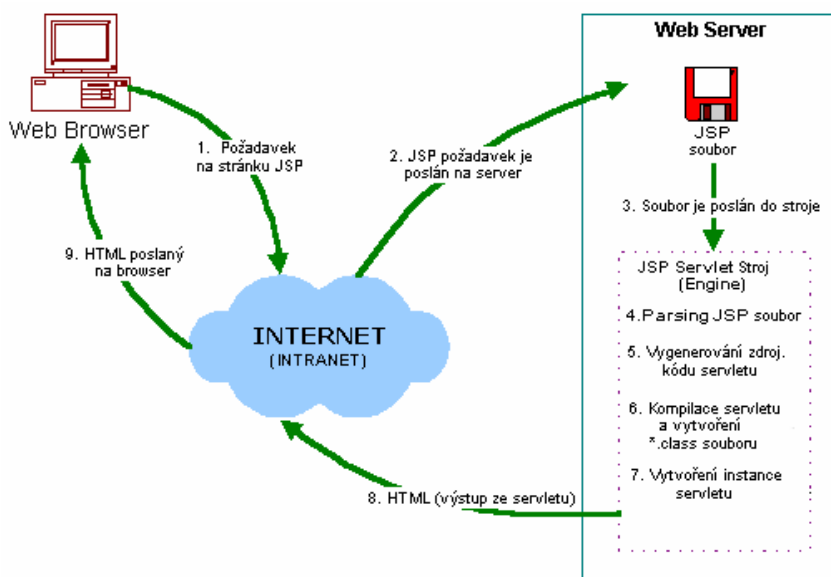 Web Server
Web Browser
JSP
soubor
1. Požadavek
na stránku JSP
2. JSP požadavek je
poslán na server
3. Soubor je poslán do stroje
9. HTML poslaný
na browser
JSP Servlet Stroj
(Engine)
4.Parsing JSP soubor
5. Vygenerování zdroj.
kódu servletu
6. Kompilace servletu
a vytvoření
*.class souboru
7. Vytvoření instance
servletu
INTERNET
(INTRANET)
8. HTML (výstup ze servletu)